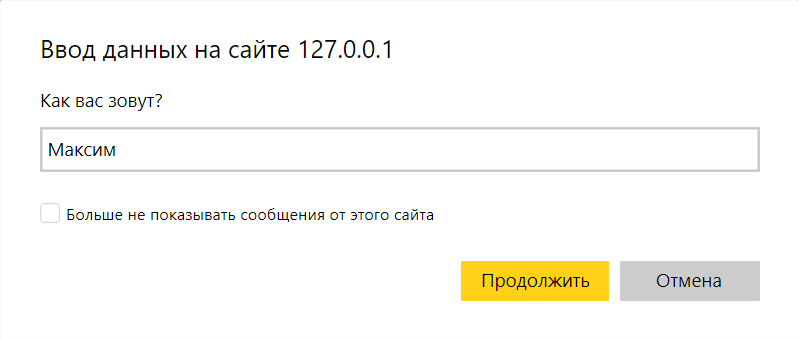 Ввод данных на сайте 127.0.0.1
Как вас зовут?
Максим
Больше не показывать сообщения от этого сайта
Продолжить Отмена